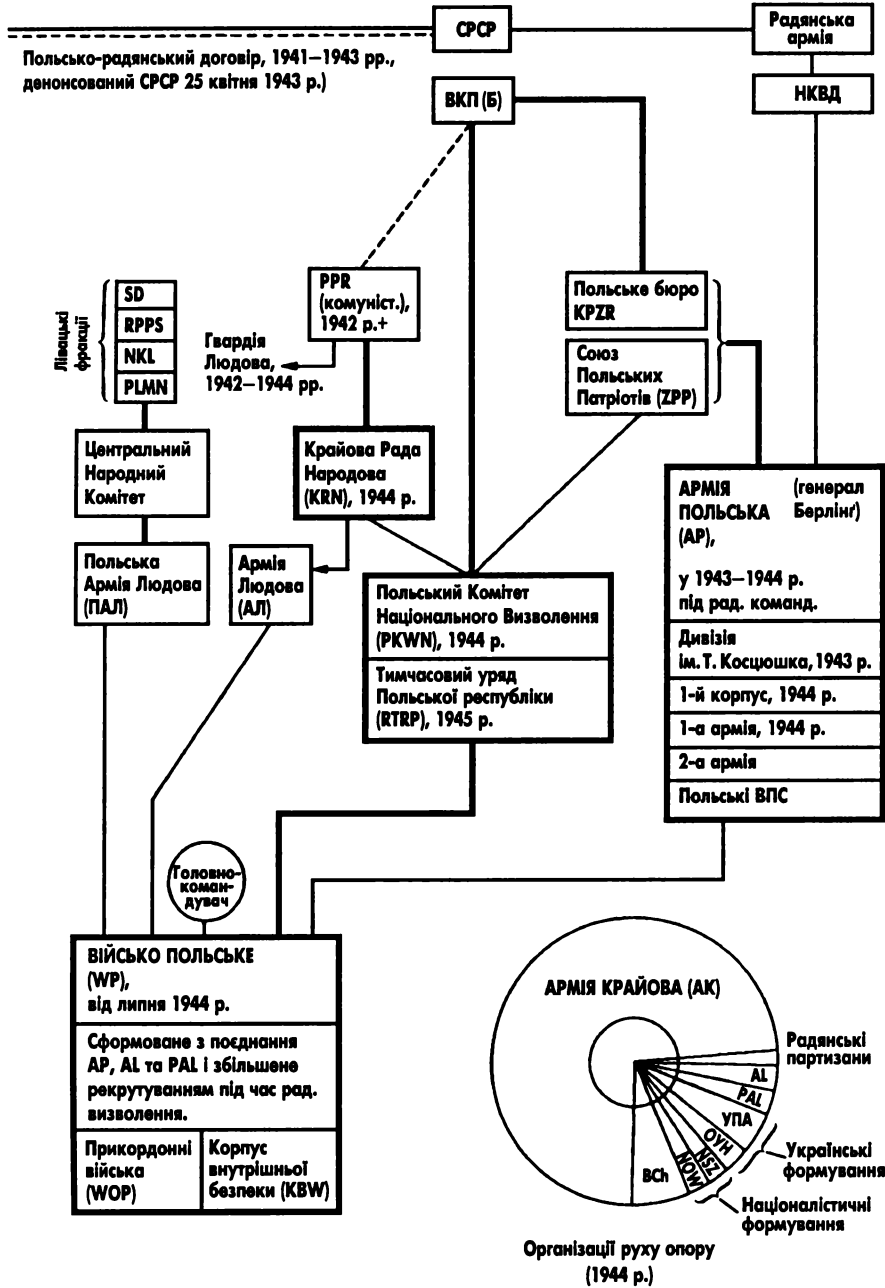 СРСР
Радянська
армія
Польсько-радянський договір, 1941–1943 рр.,
денонсований СРСР 25 квітня 1943 р.)
ВКП (Б)
НКВД
Лівацькі
фракції
SD
RPPS
NKL
PLMN
PPR
(комуніст.),
1942 р.+
Гвардія
Людова,
1942–1944 рр.
Польське бюро
KPZR
Союз
Польських
Патріотів (ZPP)
Центральний
Народний
Комітет
Крайова Рада
Народова
(KRN), 1944 р.
АРМІЯ (генерал
ПОЛЬСЬКА Берлінґ)
(АР),
у 1943–1944 р.
під рад. команд.
Дивізія
ім. Т. Косцюшка, 1943 р.
1-й корпус, 1944 р.
1-а армія, 1944 р.
2-а армія
Польські ВПС
Польська
Армія Людова
(ПАЛ)
Армія
Людова
(АЛ)
Польський Комітет
Національного Визволення
(PKWN), 1944 р.
Тимчасовий уряд
Польської республіки
(RTRP), 1945 р.
Головно-
коман-
дувач
ВІЙСЬКО ПОЛЬСЬКЕ
(WP),
від липня 1944 р.
Сформоване з поєднання
AP, AL та PAL і збільшене
рекрутуванням під час рад.
визволення.
Прикордонні
війська
(WOP)
Корпус
внутрішньої
безпеки (KBW)
АРМІЯ КРАЙОВА (АК)
Радянські
партизани
AL
PAL
УПА
ОУН
NSZ
NOW
BCh
Українські
формування
Націоналістичні
формування
Організації руху опору
(1944 р.)